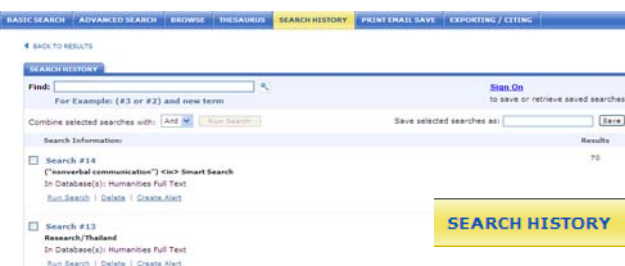 BASIC SEARCH ADVANCED SEARCH BROWSE THESAURUS SEARCH HISTORY PRINT EMAIL SAVE EXPORTING / CITING
BACK TO RESULTS
SEARCH HISTORY
Find:
Sign On
For Example: (#3 or #2) and new term
to save or retrieve saved searches
Combine selected searches with: And Run Search Save selected searches as: Save
Search Information: Results
Search #14 70
("nonverbal communication") <in> Smart Search
In Database(s): Humanities Full Text
Run Search | Delete | Create Alert
SEARCH HISTORY
Search #13
Research/Thailand
In Database(s): Humanities Full Text
Run Search | Delete | Create Alert